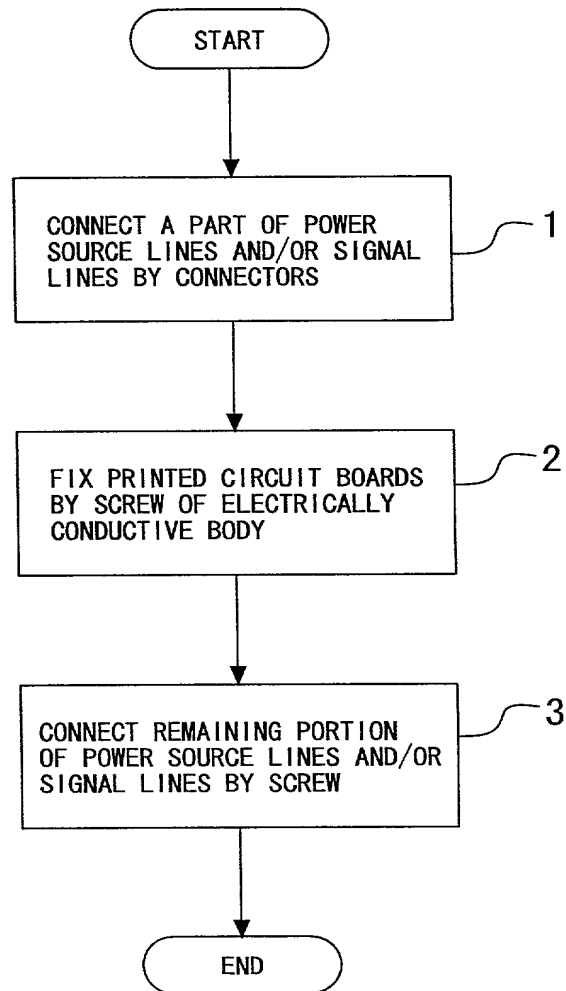 START
CONNECT A PART OF POWER
SOURCE LINES AND/OR SIGNAL
LINES BY CONNECTORS
1
FIX PRINTED CIRCUIT BOARDS
BY SCREW OF ELECTRICALLY
CONDUCTIVE BODY
2
CONNECT REMAINING PORTION
OF POWER SOURCE LINES AND/OR
SIGNAL LINES BY SCREW
3
END